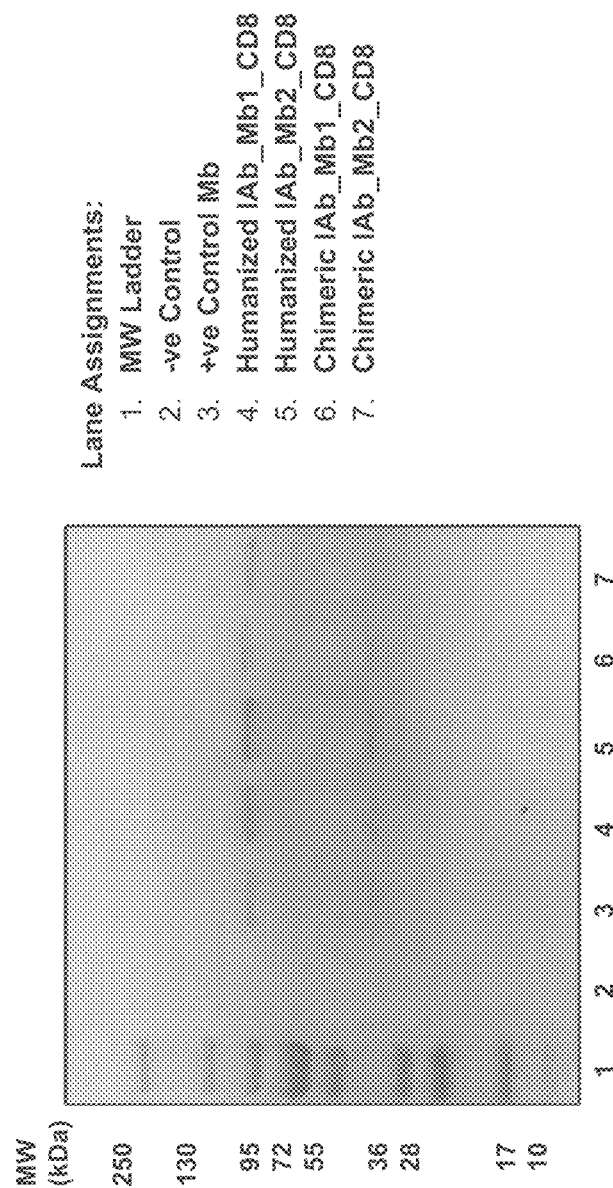 MW
(kDa)
250
130
95
72
55
36
28
17
10
1 2 3 4 5 6 7
Lane Assignments:
1. MW Ladder
2. -ve Control
3. +ve Control Mb
4. Humanized IAb_Mb1_CD8
5. Humanized IAb_Mb2_CD8
6. Chimeric IAb_Mb1_CD8
7. Chimeric IAb_Mb2_CD8